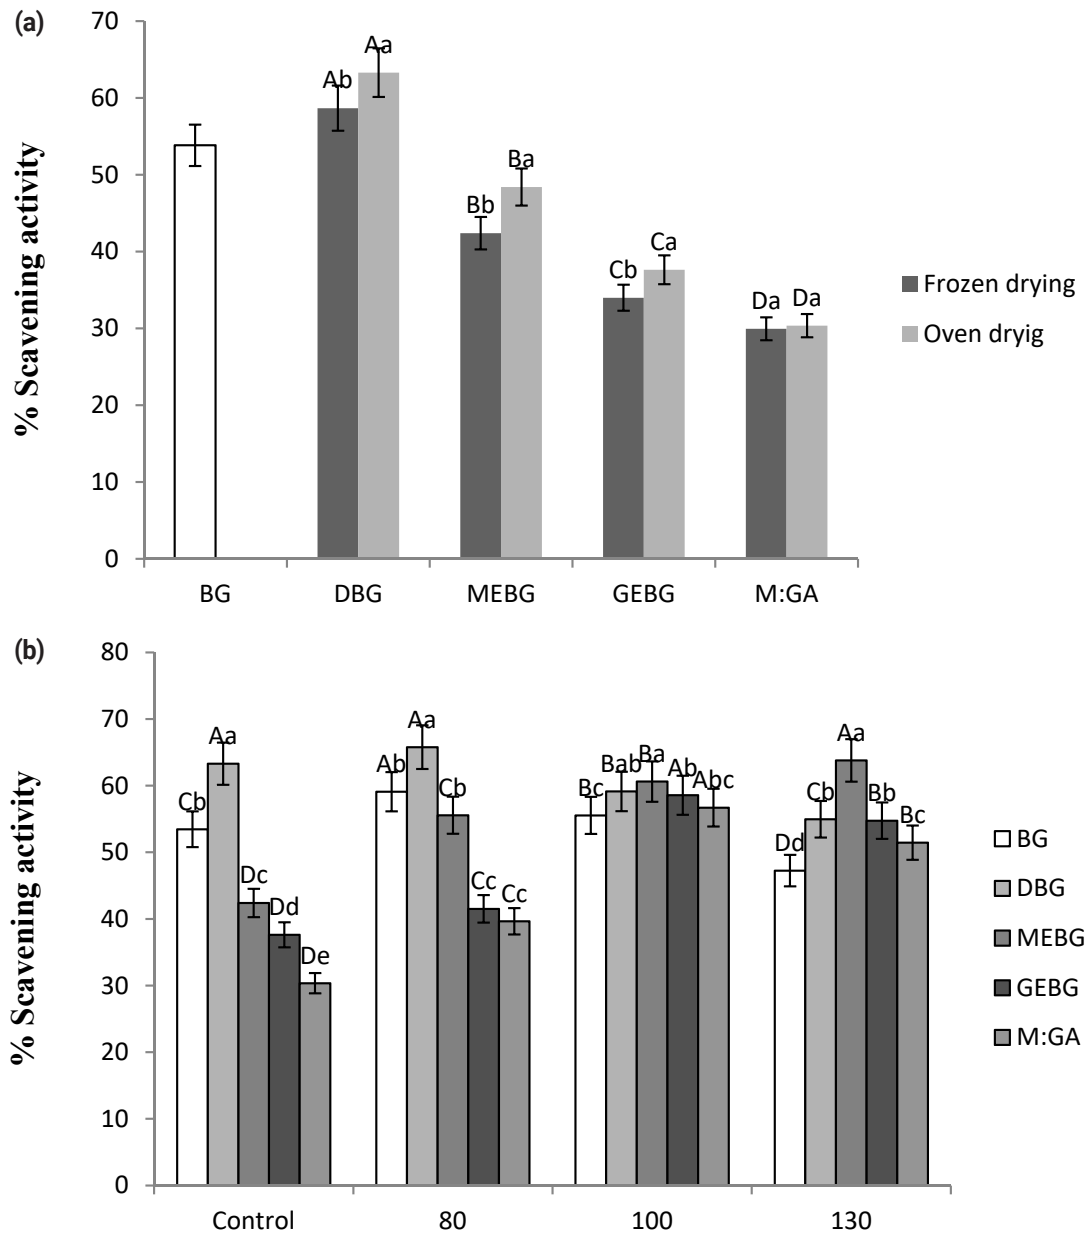 (a)
% Scavening activity
70
60
50
40
30
20
10
0
Ab
Aa
Bb
Ba
Cb
Ca
Da
Da
BG
DBG
MEBG
GEBG
M:GA
Frozen drying
Oven dryig
(b)
% Scavening activity
80
70
60
50
40
30
20
10
0
Cb
Aa
Dc
Dd
De
Ab
Aa
Cb
Cc
Cc
Bc
Bab
Ba
Ab
Abc
Dd
Cb
Aa
Bb
Bc
Control
80
100
130
BG
DBG
MEBG
GEBG
M:GA